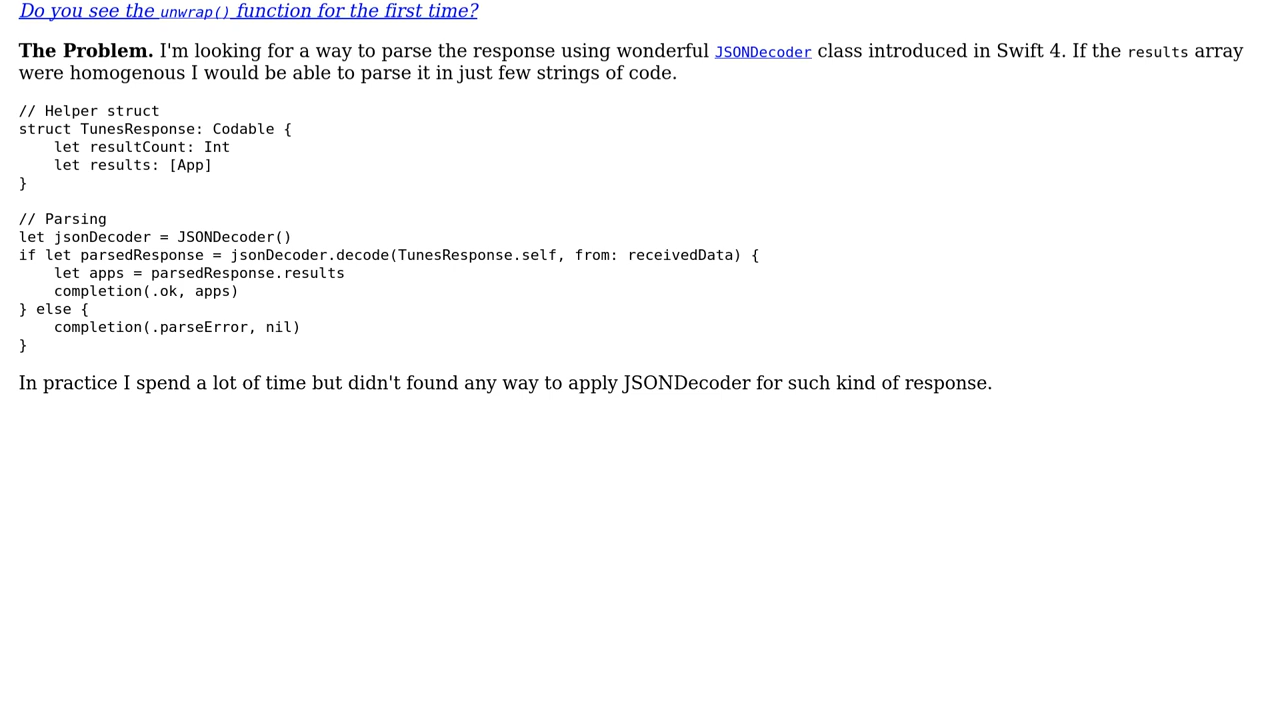 Do you see the unwrap() function for the first time?
The Problem. I'm looking for a way to parse the response using wonderful JSONDecoder class introduced in Swift 4. If the results array
were homogenous I would be able to parse it in just few strings of code.
// Helper struct
struct TunesResponse: Codable {
    let resultCount: Int
    let results: [App]
}
// Parsing
let jsonDecoder = JSONDecoder()
if let parsedResponse = jsonDecoder.decode(TunesResponse.self, from: receivedData) {
    let apps = parsedResponse.results
    completion(.ok, apps)
} else {
    completion(.parseError, nil)
}
In practice I spend a lot of time but didn't found any way to apply JSONDecoder for such kind of response.